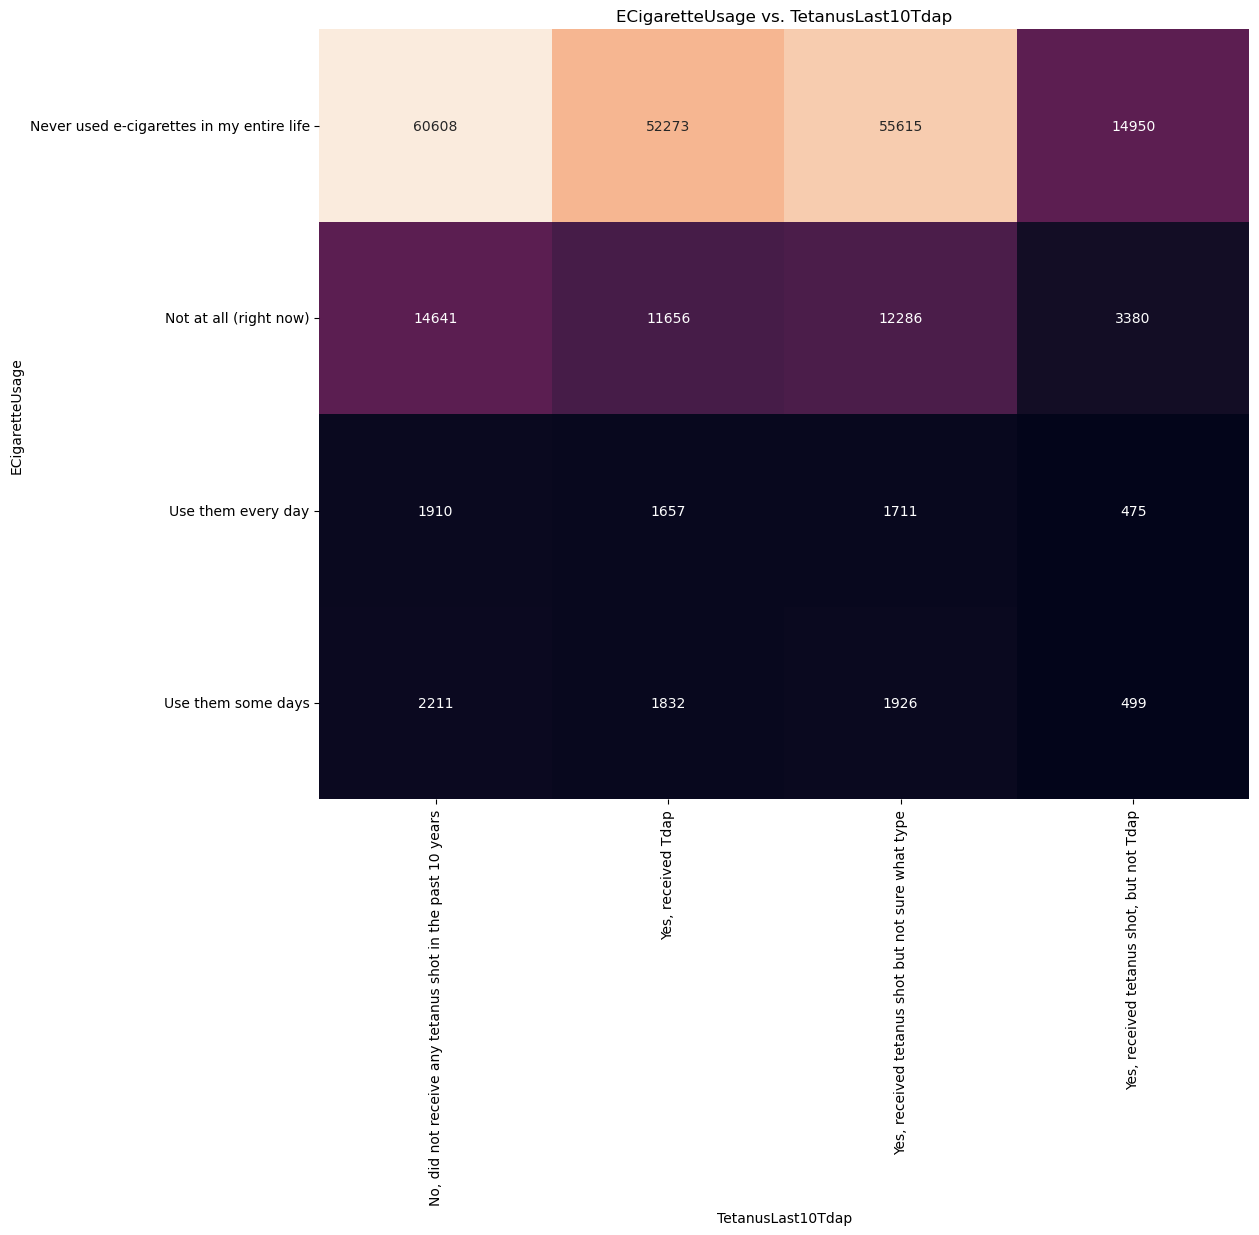 ECigaretteUsage vs. TetanusLast10Tdap
Never used e-cigarettes in my entire life
60608
52273
55615
14950
Not at all (right now)
14641
11656
12286
3380
Use them every day
1910
1657
1711
475
Use them some days
2211
1832
1926
499
ECigaretteUsage
No, did not receive any tetanus shot in the past 10 years
Yes, received Tdap
Yes, received tetanus shot but not sure what type
Yes, received tetanus shot, but not Tdap
TetanusLast10Tdap